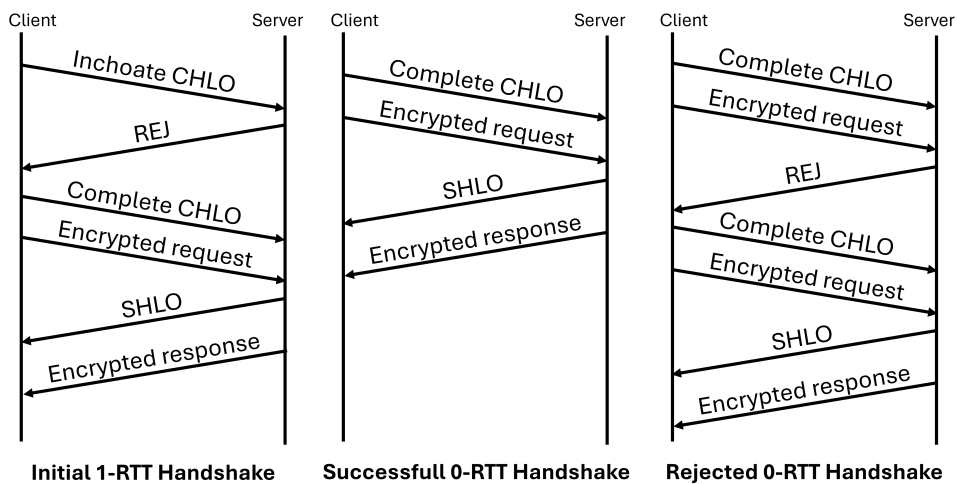 Client
Server
Inchoate CHLO
REJ
Complete CHLO
Encrypted request
SHLO
Encrypted response
Initial 1-RTT Handshake
Client
Server
Complete CHLO
Encrypted request
SHLO
Encrypted response
Successfull 0-RTT Handshake
Client
Server
Complete CHLO
Encrypted request
REJ
Complete CHLO
Encrypted request
SHLO
Encrypted response
Rejected 0-RTT Handshake